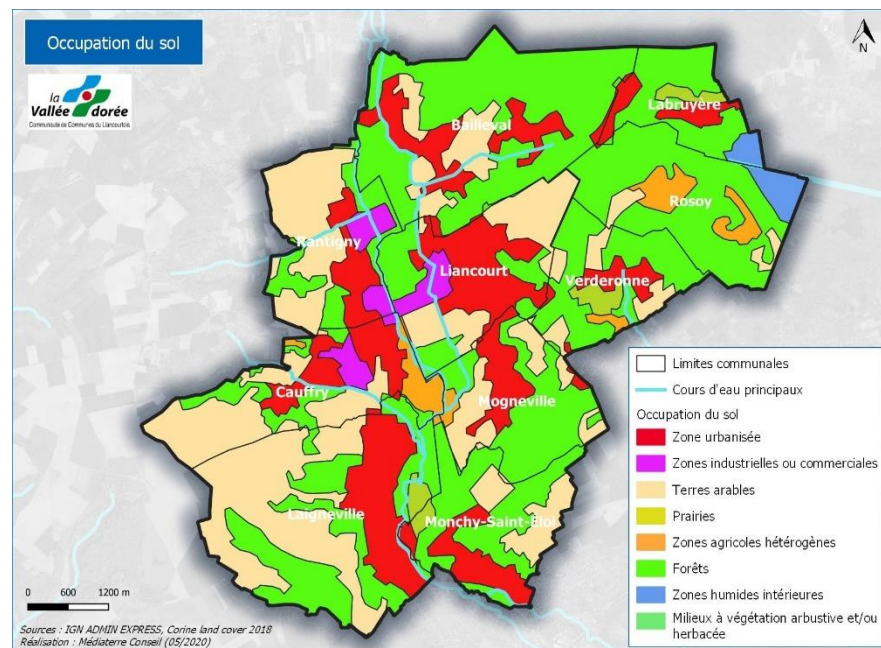 Occupation du sol
la
Vallée dorée
Communauté de Communes du Liancourtois
N
Labruyère
Bailleval
Rosoy
Rantigny
Liancourt
Verderonne
Cauffry
Mogneville
Laigneville
Monchy-Saint-Eloi
Limites communales
Cours d'eau principaux
Occupation du sol
Zone urbanisée
Zones industrielles ou commerciales
Terres arables
Prairies
Zones agricoles hétérogènes
Forêts
Zones humides intérieures
Milieux à végétation arbustive et/ou
herbacée
0 600 1200 m
Sources : IGN ADMIN EXPRESS, Corine land cover 2018
Réalisation : Médiaterre Conseil (05/2020)